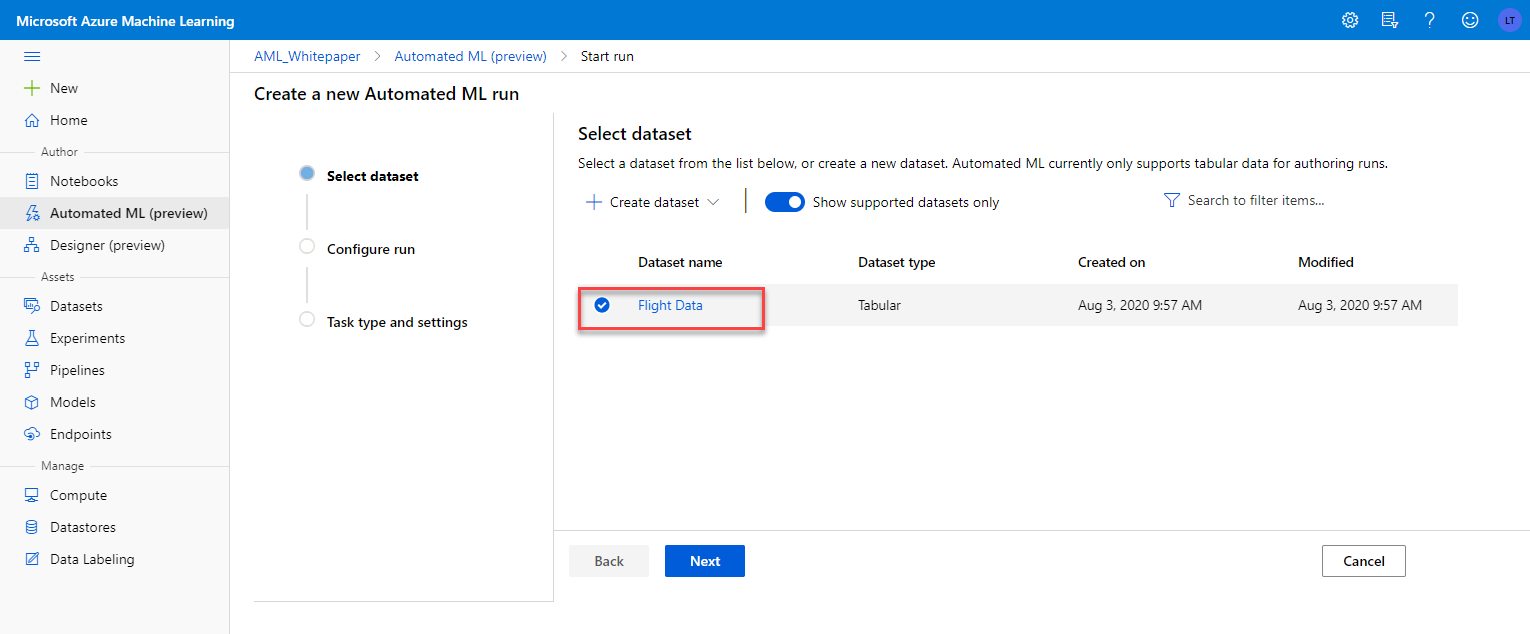 Microsoft Azure Machine Learning
LT
AML_Whitepaper > Automated ML (preview) > Start run
New
Home
Author
Notebooks
Automated ML (preview)
Designer (preview)
Assets
Datasets
Experiments
Pipelines
Models
Endpoints
Manage
Compute
Datastores
Data Labeling
Create a new Automated ML run
Select dataset
Configure run
Task type and settings
Select dataset
Select a dataset from the list below, or create a new dataset. Automated ML currently only supports tabular data for authoring runs.
Create dataset Show supported datasets only Search to filter items...
Dataset name Dataset type Created on Modified
Flight Data Tabular Aug 3, 2020 9:57 AM Aug 3, 2020 9:57 AM
Back Next Cancel